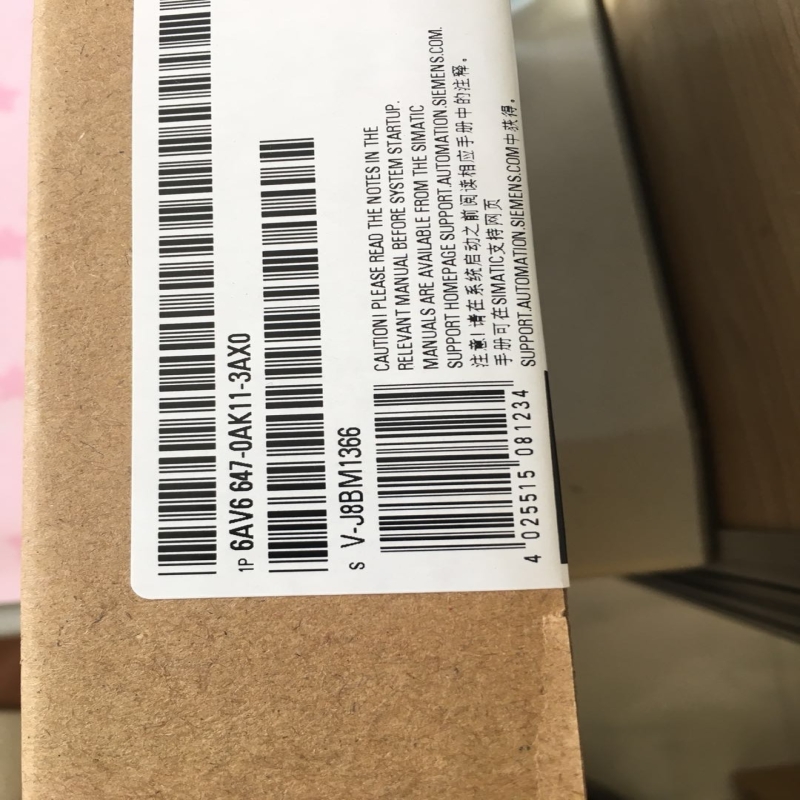 1P 6AV6 647-0AK11-3AX0
S V-J8BM1366
4 025515 081234
CAUTION! PLEASE READ THE NOTES IN THE
RELEVANT MANUAL BEFORE SYSTEM STARTUP.
MANUALS ARE AVAILABLE FROM THE SIMATIC
SUPPORT HOMEPAGE SUPPORT.AUTOMATION.SIEMENS.COM.
注意!请在系统启动之前阅读相应手册中的注释。
手册可在SIMATIC支持网页
SUPPORT.AUTOMATION.SIEMENS.COM中获得。